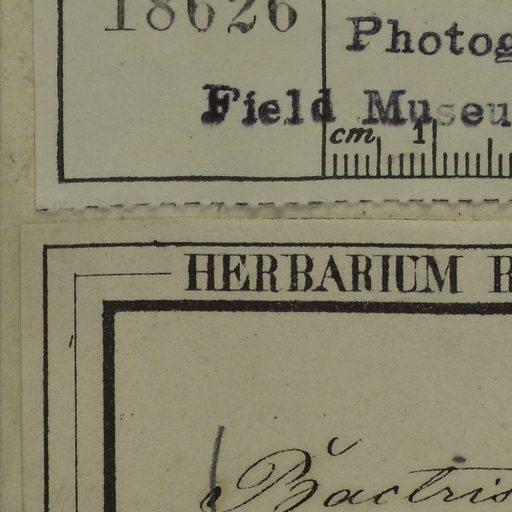 18626
Photog
Field Museu
cm 1
HERBARIUM
Bactris